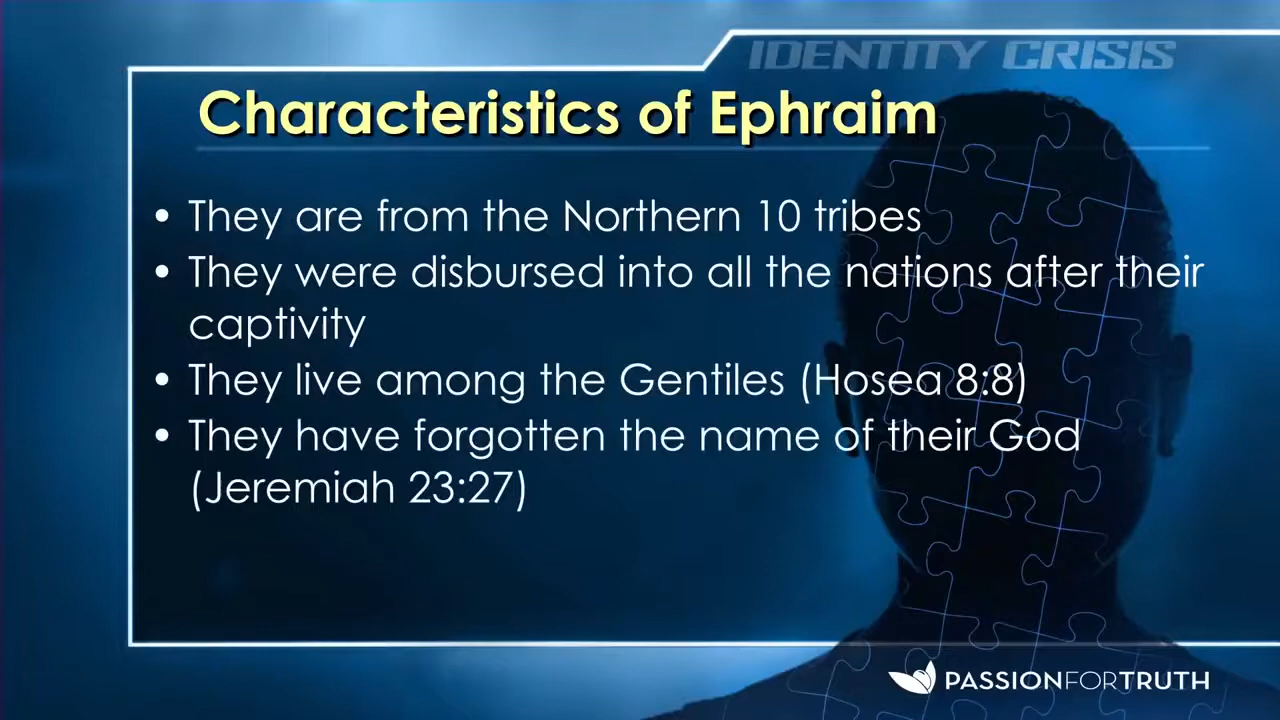 IDENTITY CRISIS
Characteristics of Ephraim
• They are from the Northern 10 tribes
• They were disbursed into all the nations after their
captivity
• They live among the Gentiles (Hosea 8:8)
• They have forgotten the name of their God
(Jeremiah 23:27)
PASSIONFORTRUTH